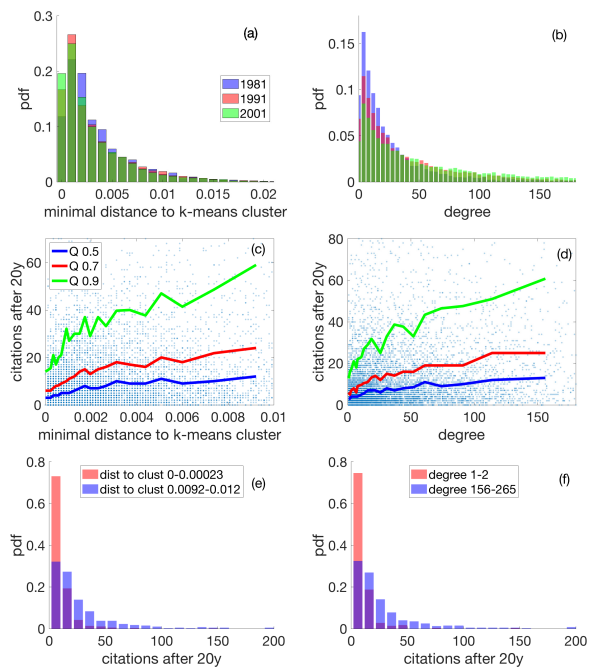 (a)
pdf
0.3
0.2
0.1
0
1981
1991
2001
0 0.005 0.01 0.015 0.02
minimal distance to k-means cluster
(b)
pdf
0.15
0.1
0.05
0
0 50 100 150
degree
(c)
citations after 20y
60
40
20
0
Q 0.5
Q 0.7
Q 0.9
0 0.002 0.004 0.006 0.008 0.01
minimal distance to k-means cluster
(d)
citations after 20y
80
60
40
20
0
0 50 100 150
degree
(e)
pdf
0.8
0.6
0.4
0.2
0
dist to clust 0-0.00023
dist to clust 0.0092-0.012
0 50 100 150 200
citations after 20y
(f)
pdf
0.8
0.6
0.4
0.2
0
degree 1-2
degree 156-265
0 50 100 150 200
citations after 20y